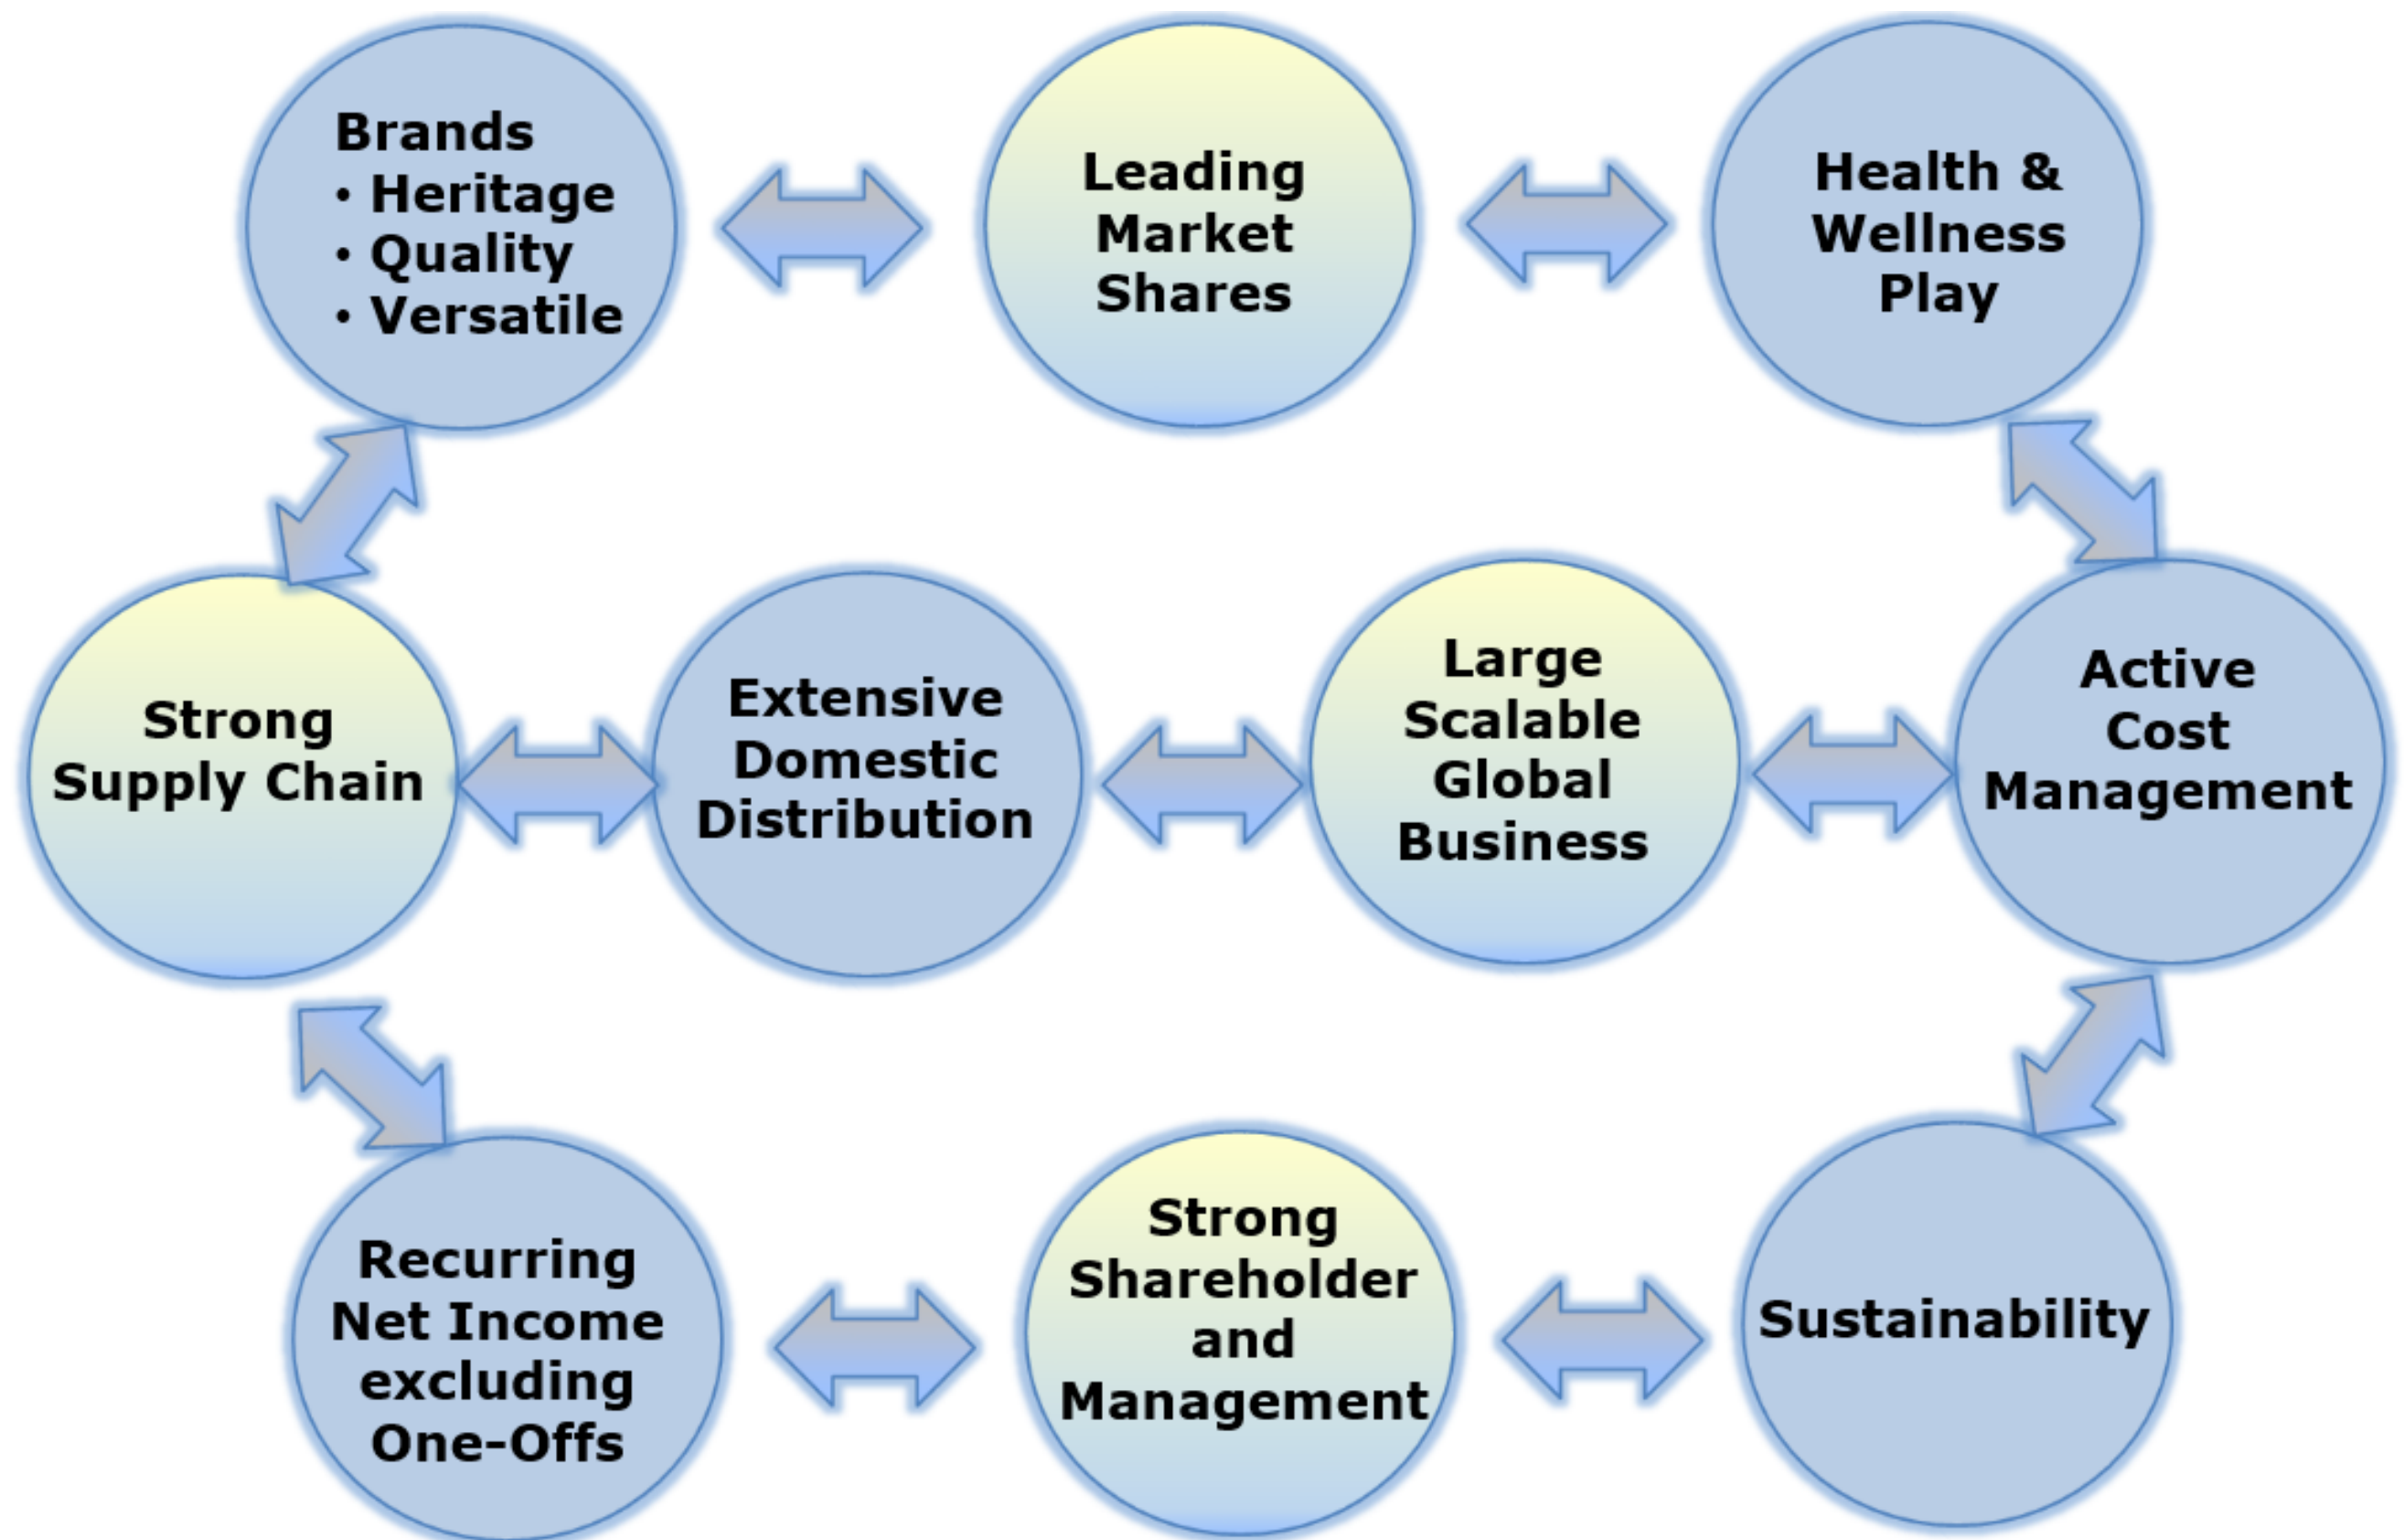 Brands
• Heritage
• Quality
• Versatile
Leading
Market
Shares
Health &
Wellness
Play
Strong
Supply Chain
Extensive
Domestic
Distribution
Large
Scalable
Global
Business
Active
Cost
Management
Recurring
Net Income
excluding
One-Offs
Strong
Shareholder
and
Management
Sustainability